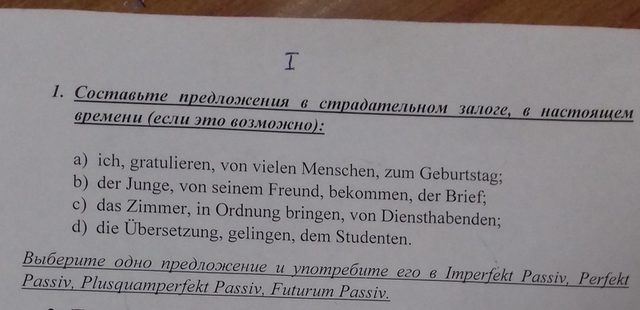 I
1. Составьте предложения в страдательном залоге, в настоящем
времени (если это возможно):
a) ich, gratulieren, von vielen Menschen, zum Geburtstag;
b) der Junge, von seinem Freund, bekommen, der Brief;
c) das Zimmer, in Ordnung bringen, von Diensthabenden;
d) die Übersetzung, gelingen, dem Studenten.
Выберите одно предложение и употребите его в Imperfekt Passiv, Perfekt
Passiv, Plusquamperfekt Passiv, Futurum Passiv.